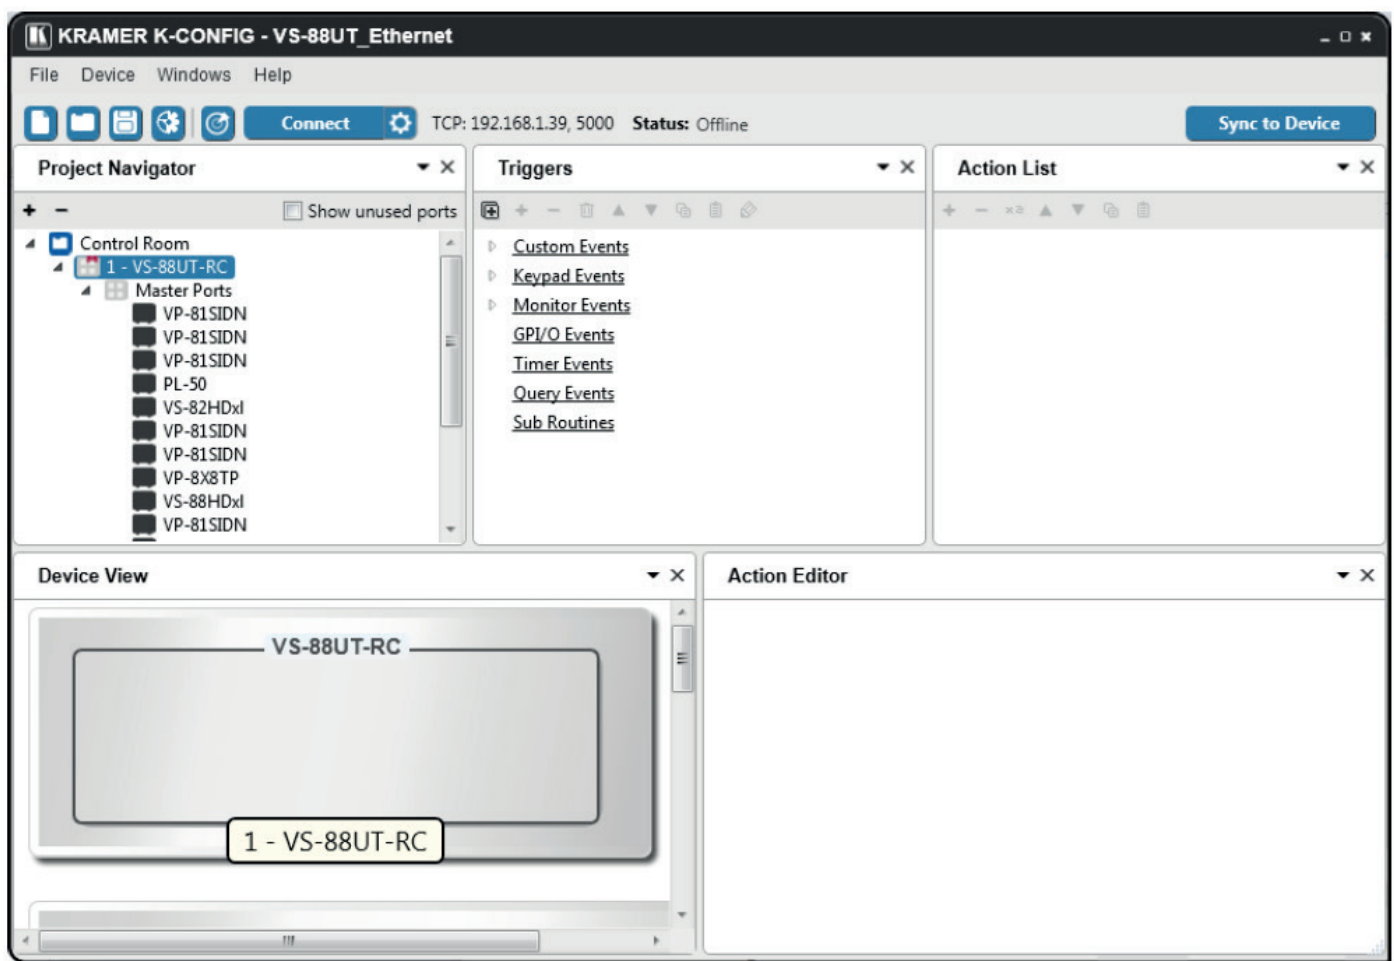 KRAMER K-CONFIG - VS-88UT_Ethernet
File Device Windows Help
Connect TCP: 192.168.1.39, 5000 Status: Offline Sync to Device
Project Navigator
Show unused ports
Control Room
1 - VS-88UT-RC
Master Ports
VP-81SIDN
VP-81SIDN
VP-81SIDN
PL-50
VS-82HDxl
VP-81SIDN
VP-81SIDN
VP-8X8TP
VS-88HDxl
VP-81SIDN
Triggers
Custom Events
Keypad Events
Monitor Events
GPI/O Events
Timer Events
Query Events
Sub Routines
Action List
Device View
VS-88UT-RC
1 - VS-88UT-RC
Action Editor